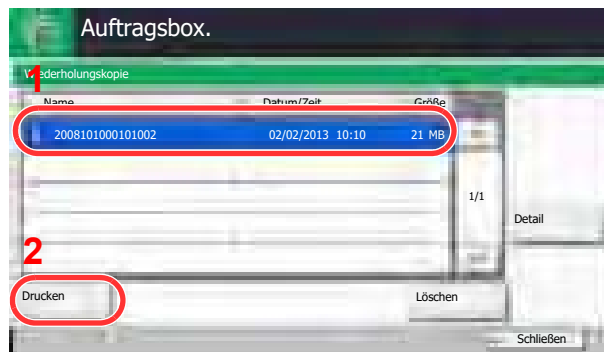 Auftragsbox.
Wiederholungskopie
1
Name Datum/Zeit Größe
2008101000101002 02/02/2013 10:10 21 MB
1/1
Detail
2
Drucken Löschen
Schließen